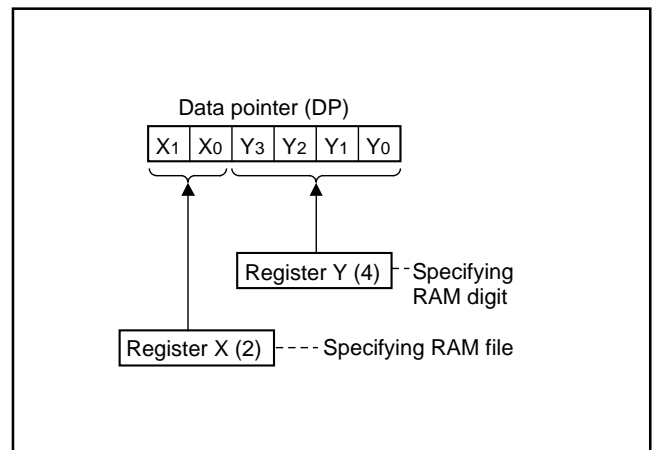 Data pointer (DP)
X1 X0 Y3 Y2 Y1 Y0
Register Y (4)
Specifying
RAM digit
Register X (2)
Specifying RAM file